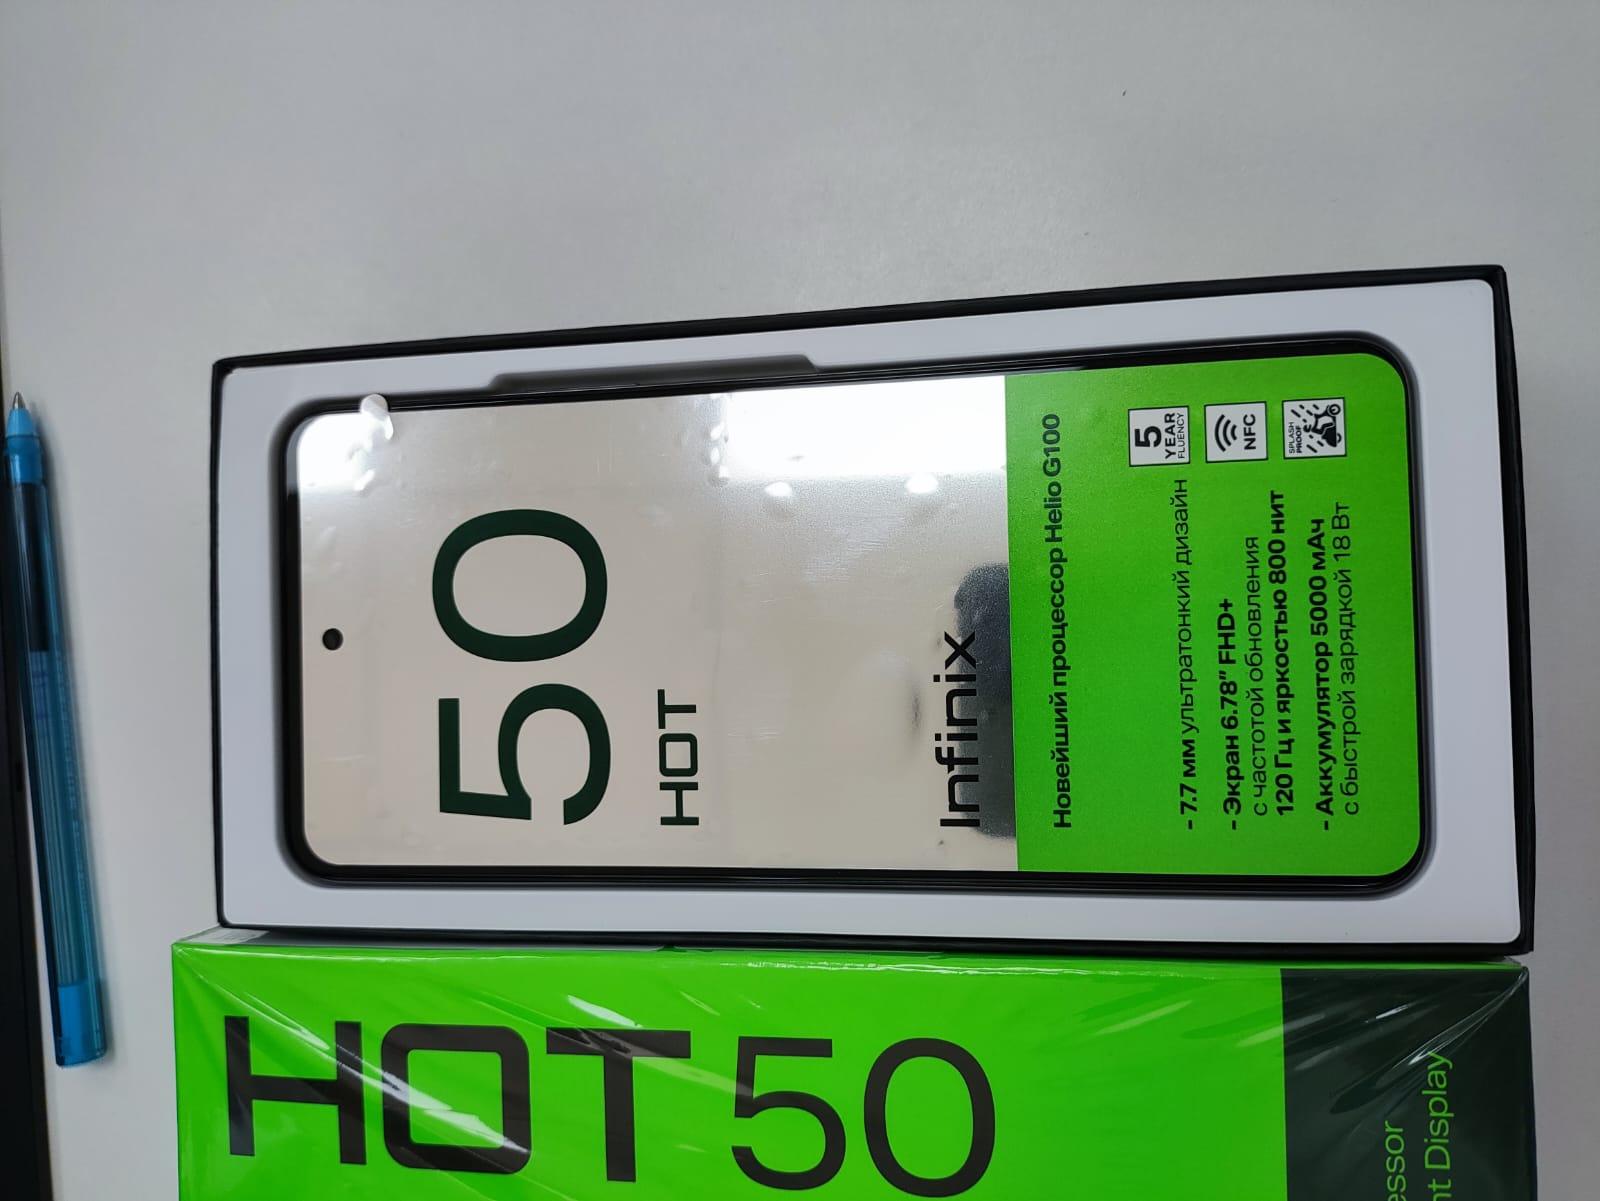 50
HOT
Infinix
Новейший процессор Helio G100
- 7.7 мм ультратонкий дизайн
- Экран 6.78" FHD+
с частотой обновления
120 Гц и яркостью 800 нит
- Аккумулятор 5000 мАч
с быстрой зарядкой 18 Вт
5
YEAR
FLUENCY
NFC
SPLASH
PROOF
HOT 50
essor
nt Display